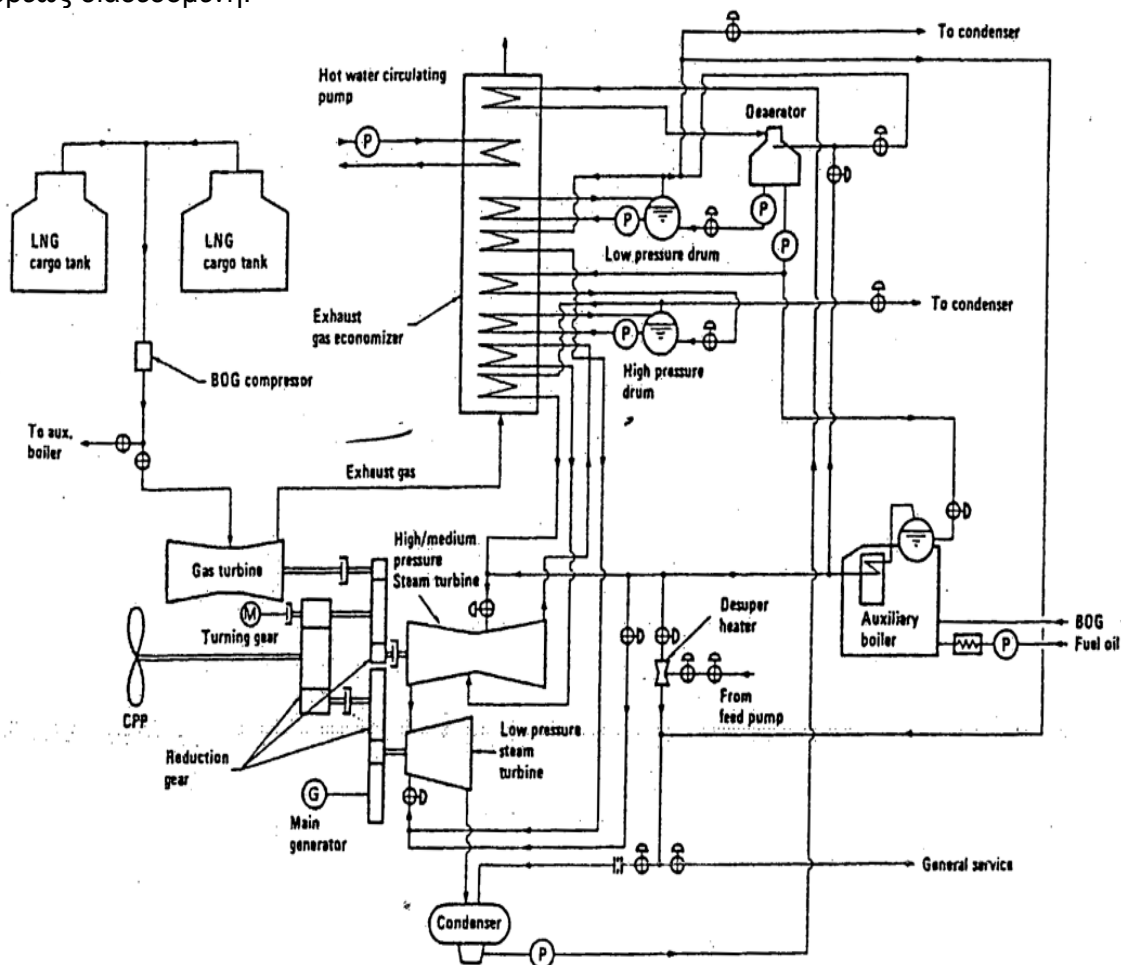 To condenser
Hot water circulating
pump
Deaerator
P
LNG
cargo tank
LNG
cargo tank
P
P
Low pressure drum
P
Exhaust
gas economizer
To condenser
P
High pressure
drum
BOG compressor
To aux.
boiler
Exhaust gas
High/medium
pressure
Steam turbine
Gas turbine
M
Turning gear
Desuper
heater
Auxiliary
boiler
BOG
P
Fuel oil
From
feed pump
CPP
Low pressure
steam
turbine
Reduction
gear
G
Main
generator
General service
Condenser
P